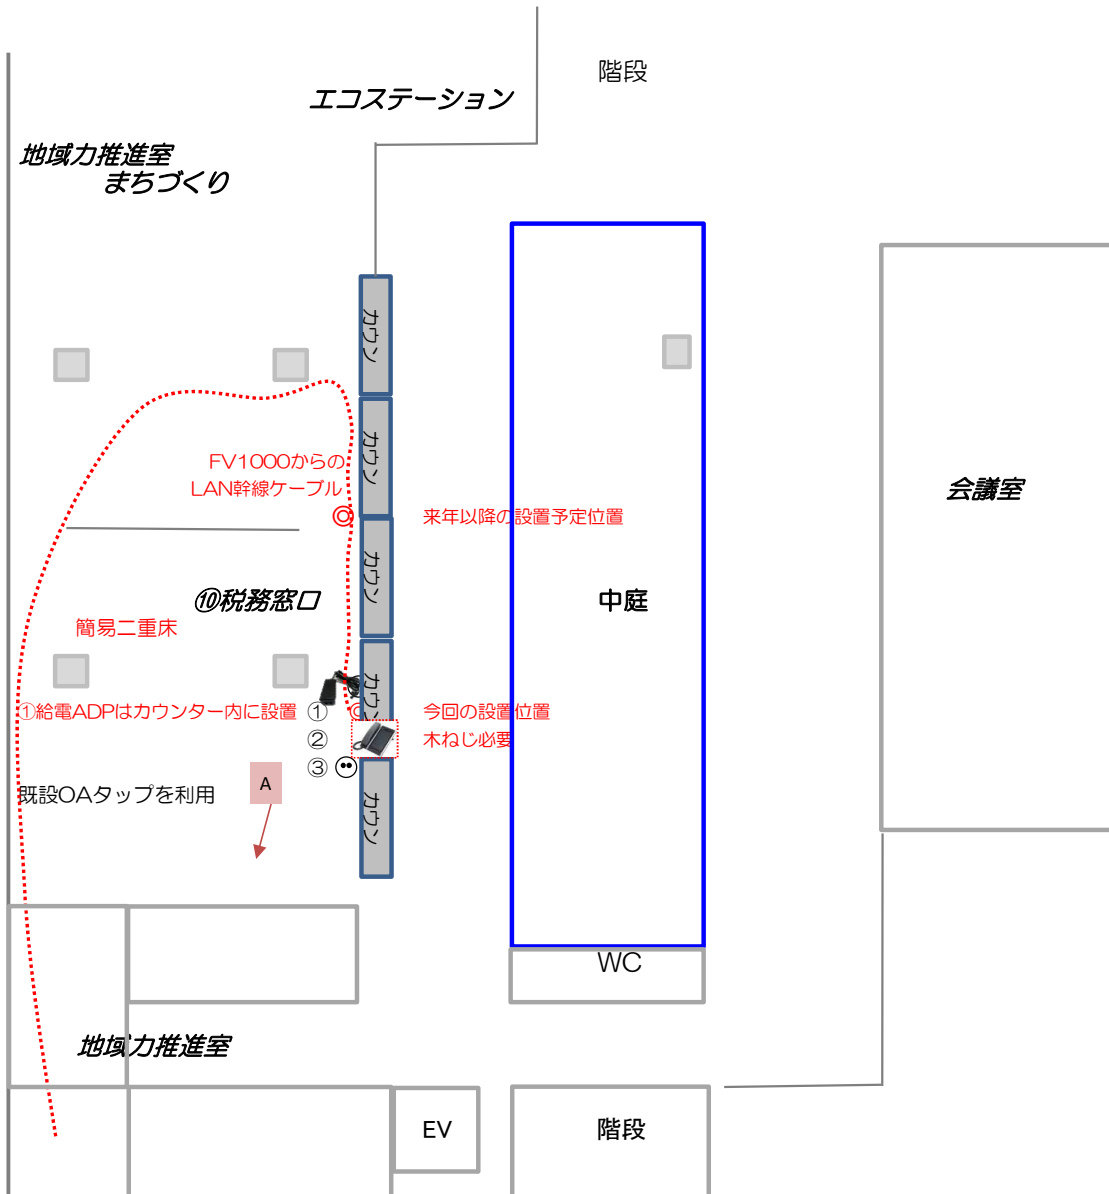 階段
エコステーション
地域力推進室
まちづくり
カウン
カウン
FV1000からの
LAN幹線ケーブル
◎
来年以降の設置予定位置
会議室
カウン
⑩税務窓口
中庭
簡易二重床
カウン
①給電ADPはカウンター内に設置
①
◎
今回の設置位置
②
木ねじ必要
③
既設OAタップを利用
A
カウン
WC
地域力推進室
EV
階段